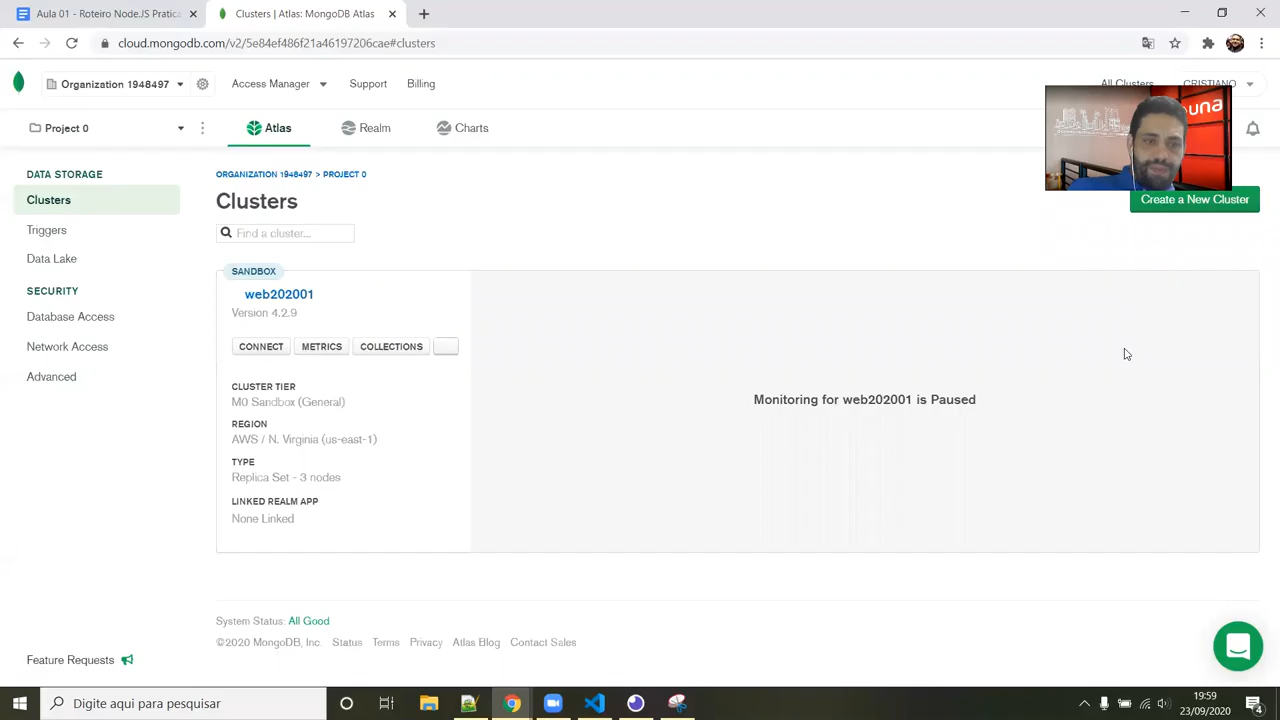 Aula 01 - Roteiro Node.JS Pratica
Clusters | Atlas: MongoDB Atlas
cloud.mongodb.com/v2/5e84ef486f21a46197206cae#clusters
Organization 1948497
Access Manager
Support
Billing
All Clusters
CRISTIANO
Project 0
Atlas
Realm
Charts
una
DATA STORAGE
Clusters
Triggers
Data Lake
SECURITY
Database Access
Network Access
Advanced
Feature Requests
ORGANIZATION 1948497 > PROJECT 0
Clusters
Create a New Cluster
Find a cluster...
SANDBOX
web202001
Version 4.2.9
CONNECT
METRICS
COLLECTIONS
CLUSTER TIER
M0 Sandbox (General)
REGION
AWS / N. Virginia (us-east-1)
TYPE
Replica Set - 3 nodes
LINKED REALM APP
None Linked
Monitoring for web202001 is Paused
System Status: All Good
©2020 MongoDB, Inc. Status Terms Privacy Atlas Blog Contact Sales
Digite aqui para pesquisar
19:59
23/09/2020
4